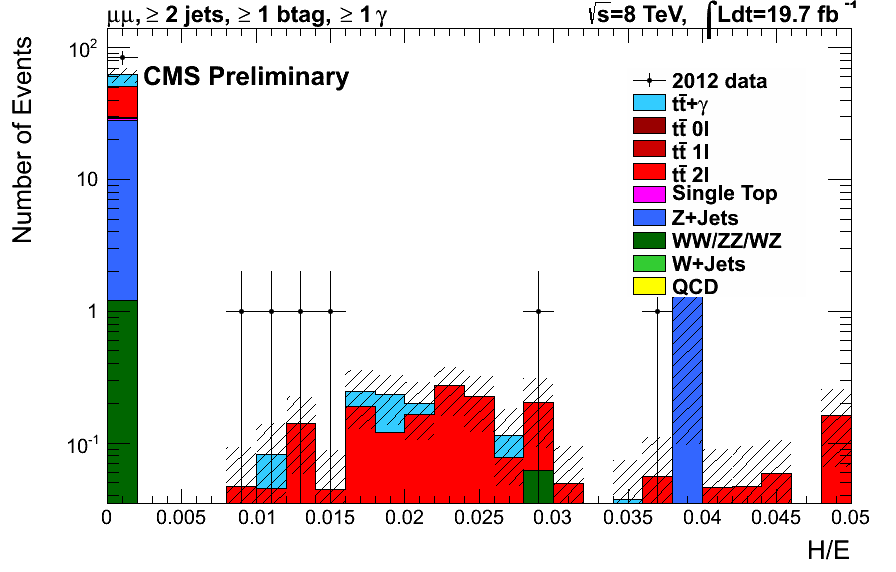 μμ, ≥ 2 jets, ≥ 1 btag, ≥ 1 γ
√s=8 TeV, ∫Ldt=19.7 fb⁻¹
CMS Preliminary
Number of Events
10²
10
1
10⁻¹
2012 data
tt̄+γ
tt̄ 0l
tt̄ 1l
tt̄ 2l
Single Top
Z+Jets
WW/ZZ/WZ
W+Jets
QCD
0 0.005 0.01 0.015 0.02 0.025 0.03 0.035 0.04 0.045 0.05
H/E